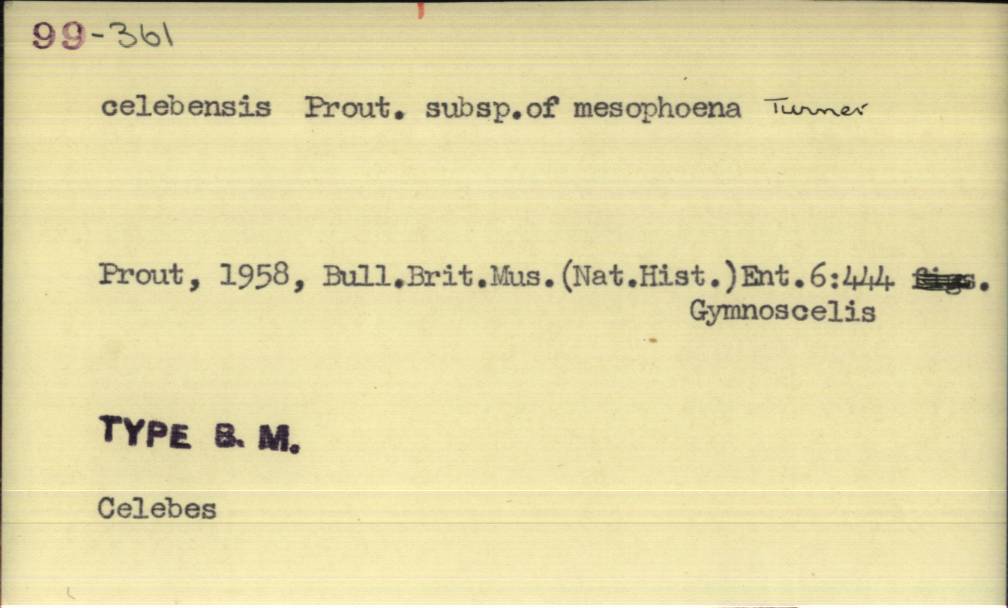 99-361
celebensis Prout. subsp.of mesophoena Turner
Prout, 1958, Bull.Brit.Mus.(Nat.Hist.)Ent.6:444 figs.
Gymnoscelis
TYPE B. M.
Celebes